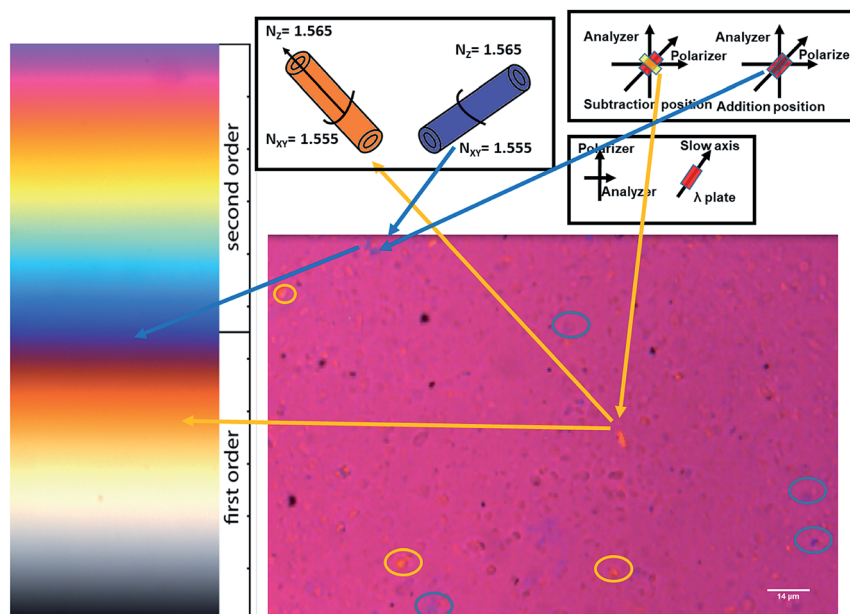 N_Z= 1.565
N_Z= 1.565
N_XY= 1.555
N_XY= 1.555
Analyzer
Polarizer
Subtraction position
Analyzer
Polarize
Addition position
Polarizer
Analyzer
Slow axis
λ plate
second order
first order
14 µm